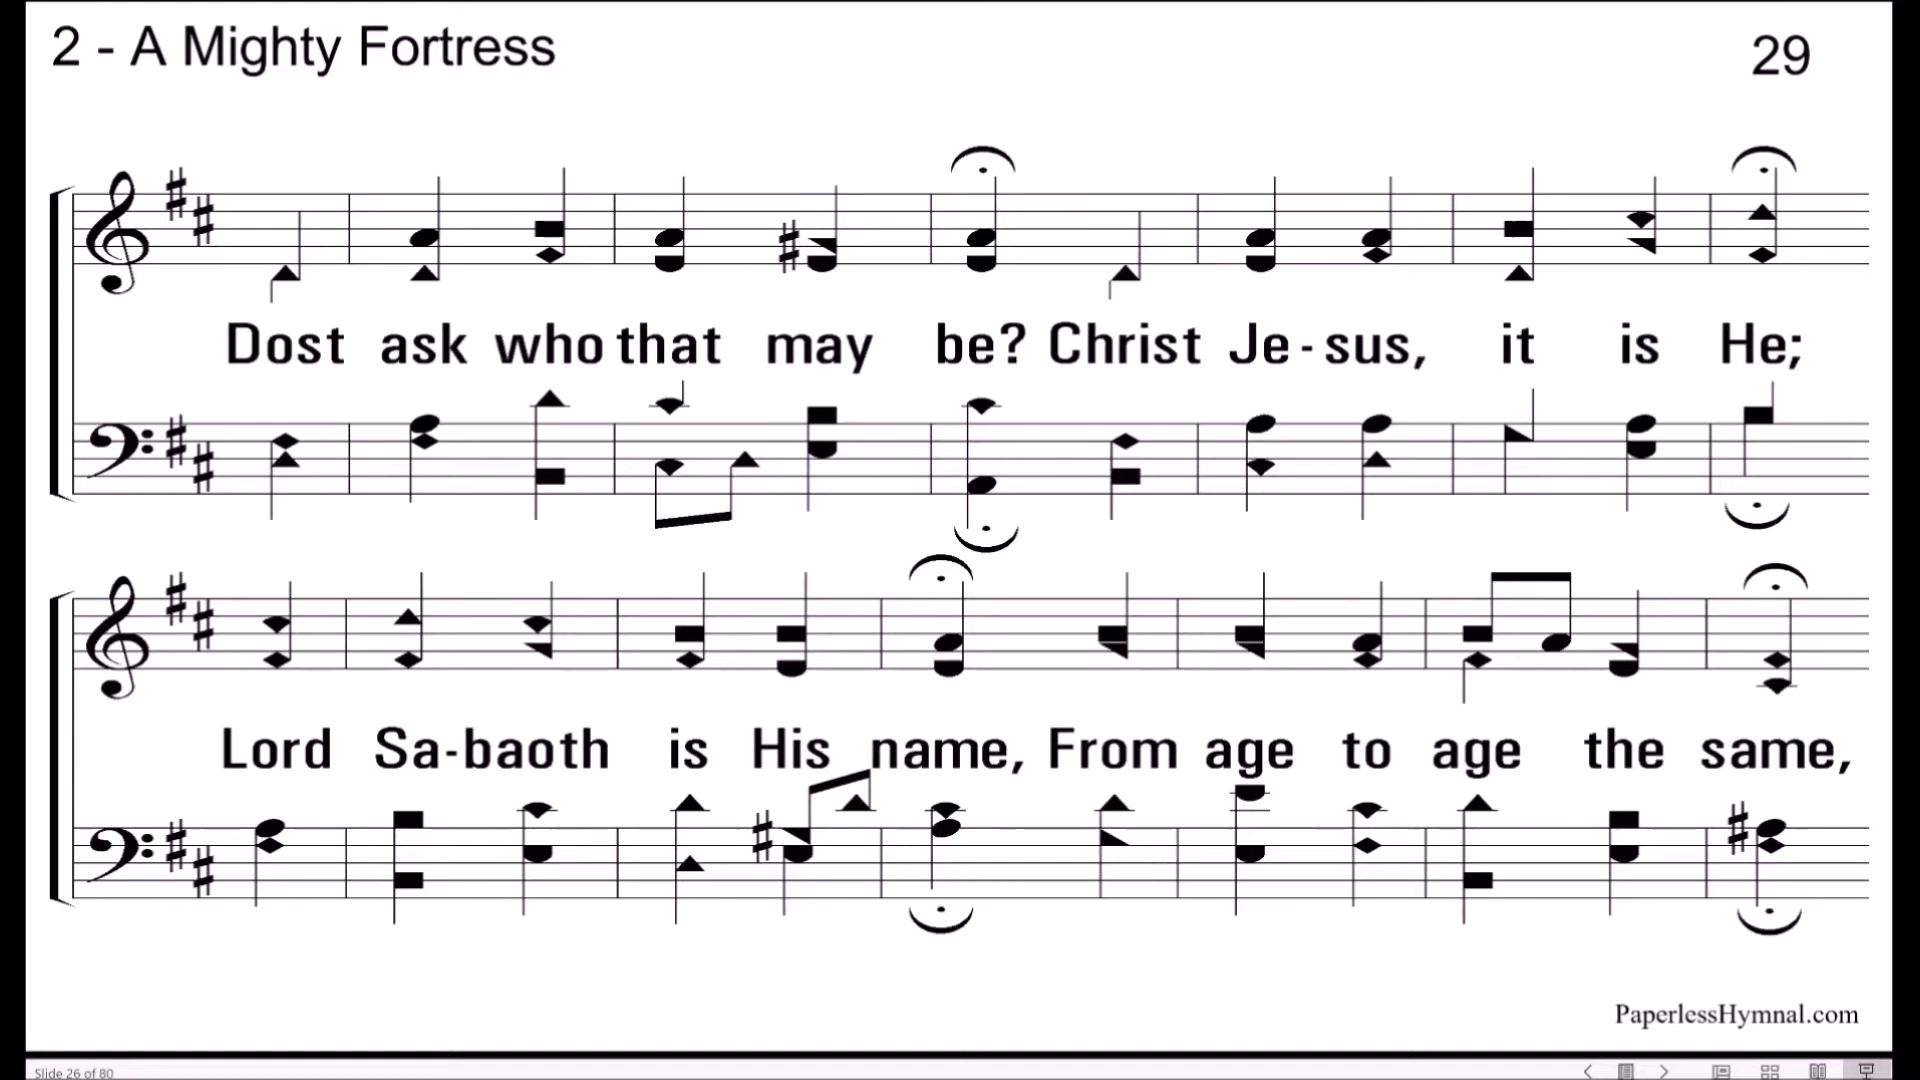 2 - A Mighty Fortress
29
Dost ask who that may be? Christ Je-sus, it is He;
Lord Sa-baoth is His name, From age to age the same,
PaperlessHymnal.com
Slide 26 of 80